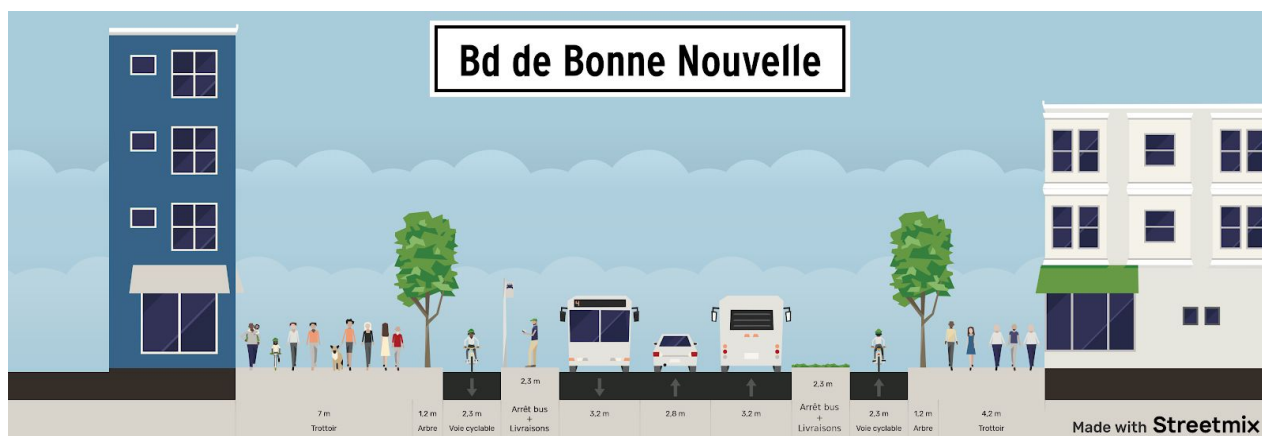 Bd de Bonne Nouvelle
4
7 m
Trottoir
1,2 m
Arbre
2,3 m
Voie cyclable
2,3 m
Arrêt bus
+
Livraisons
3,2 m
2,8 m
3,2 m
2,3 m
Arrêt bus
+
Livraisons
2,3 m
Voie cyclable
1,2 m
Arbre
4,2 m
Trottoir
Made with Streetmix